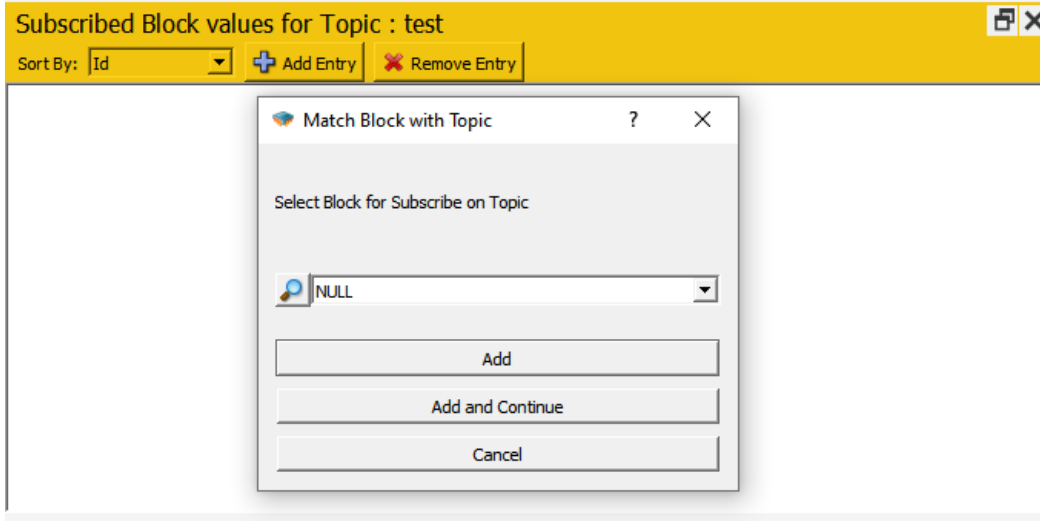 Subscribed Block values for Topic : test
Sort By: Id Add Entry Remove Entry
Match Block with Topic ?
Select Block for Subscribe on Topic
NULL
Add
Add and Continue
Cancel